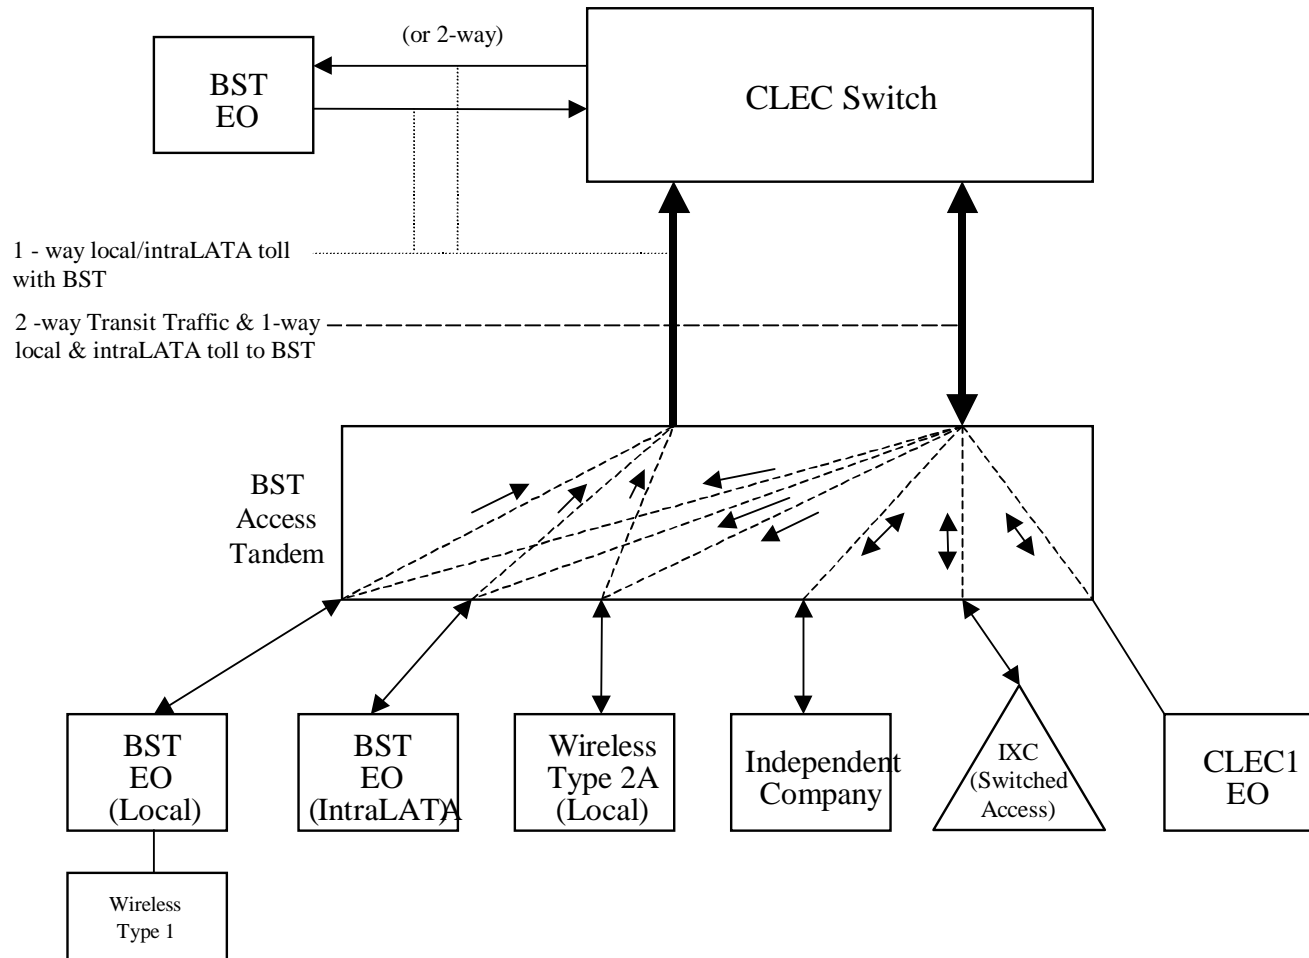 (or 2-way)
BST
EO
CLEC Switch
1 - way local/intraLATA toll
with BST
2 -way Transit Traffic & 1-way
local & intraLATA toll to BST
BST
Access
Tandem
BST
EO
(Local)
BST
EO
(IntraLATA)
Wireless
Type 2A
(Local)
Independent
Company
IXC
(Switched
Access)
CLEC1
EO
Wireless
Type 1